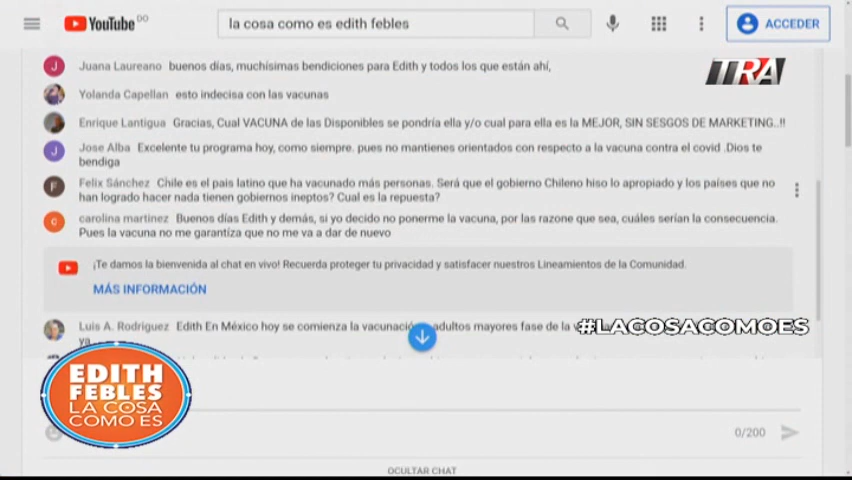 YouTube DO
la cosa como es edith febles
ACCEDER
TRA
Juana Laureano buenos días, muchísimas bendiciones para Edith y todos los que están ahí,
Yolanda Capellan esto indecisa con las vacunas
Enrique Lantigua Gracias, Cual VACUNA de las Disponibles se pondría ella y/o cual para ella es la MEJOR, SIN SESGOS DE MARKETING..!!
Jose Alba Excelente tu programa hoy, como siempre. pues no mantienes orientados con respecto a la vacuna contra el covid .Dios te
bendiga
Felix Sánchez Chile es el pais latino que ha vacunado más personas. Será que el gobierno Chileno hiso lo apropiado y los países que no
han logrado hacer nada tienen gobiernos ineptos? Cual es la repuesta?
carolina martinez Buenos días Edith y demás, si yo decido no ponerme la vacuna, por las razone que sea, cuáles serían la consecuencia.
Pues la vacuna no me garantíza que no me va a dar de nuevo
¡Te damos la bienvenida al chat en vivo! Recuerda proteger tu privacidad y satisfacer nuestros Lineamientos de la Comunidad.
MÁS INFORMACIÓN
Luis A. Rodriguez Edith En México hoy se comienza la vacunació adultos mayores fase de la
#LACOSACOMOES
ya
EDITH
FEBLES
LA COSA
COMO ES
0/200
OCULTAR CHAT